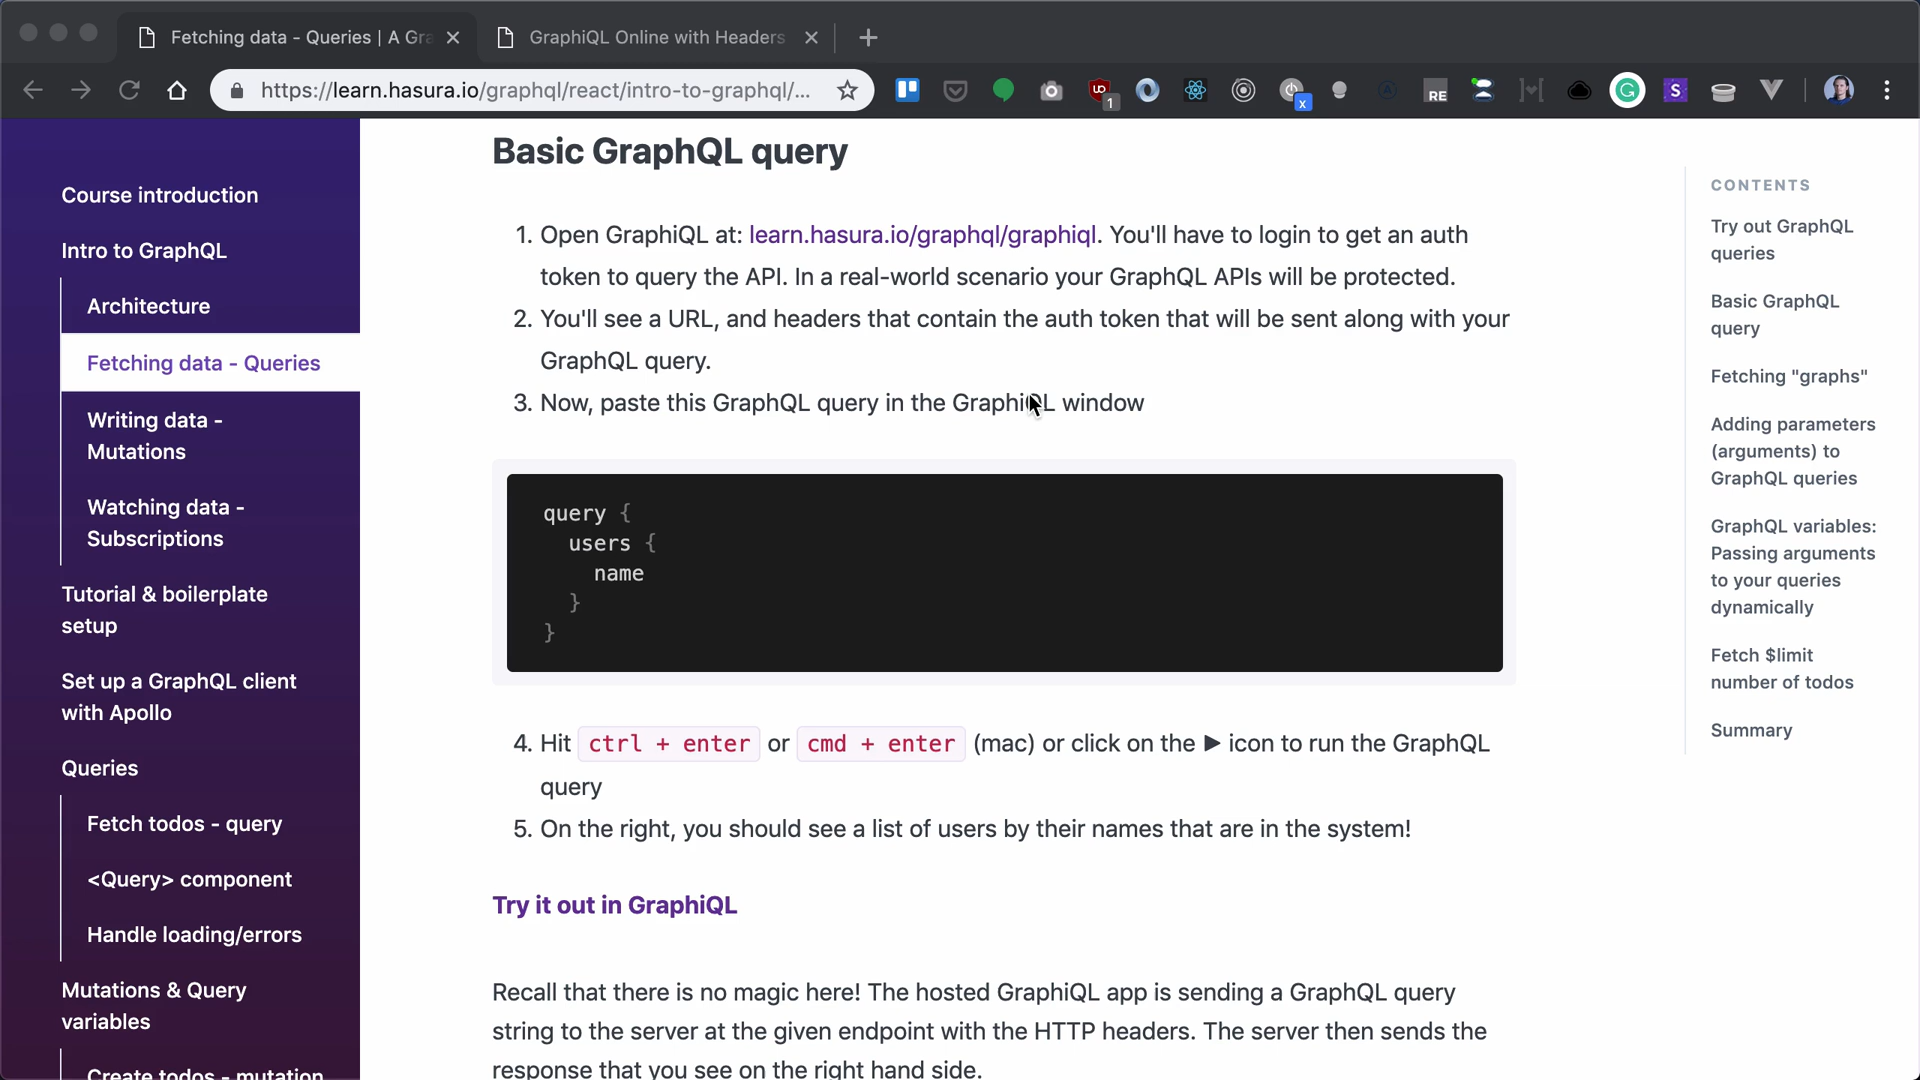 Fetching data - Queries | A Gra
GraphiQL Online with Headers
https://learn.hasura.io/graphql/react/intro-to-graphql/...
1
x
RE
S
Course introduction
Intro to GraphQL
Architecture
Fetching data - Queries
Writing data -
Mutations
Watching data -
Subscriptions
Tutorial & boilerplate
setup
Set up a GraphQL client
with Apollo
Queries
Fetch todos - query
<Query> component
Handle loading/errors
Mutations & Query
variables
Create todos - mutation
Basic GraphQL query
1. Open GraphiQL at: learn.hasura.io/graphql/graphiql. You'll have to login to get an auth
token to query the API. In a real-world scenario your GraphQL APIs will be protected.
2. You'll see a URL, and headers that contain the auth token that will be sent along with your
GraphQL query.
3. Now, paste this GraphQL query in the GraphiQL window
query {
users {
name
}
}
4. Hit ctrl + enter or cmd + enter (mac) or click on the ▶ icon to run the GraphQL
query
5. On the right, you should see a list of users by their names that are in the system!
Try it out in GraphiQL
Recall that there is no magic here! The hosted GraphiQL app is sending a GraphQL query
string to the server at the given endpoint with the HTTP headers. The server then sends the
response that you see on the right hand side.
CONTENTS
Try out GraphQL
queries
Basic GraphQL
query
Fetching "graphs"
Adding parameters
(arguments) to
GraphQL queries
GraphQL variables:
Passing arguments
to your queries
dynamically
Fetch $limit
number of todos
Summary